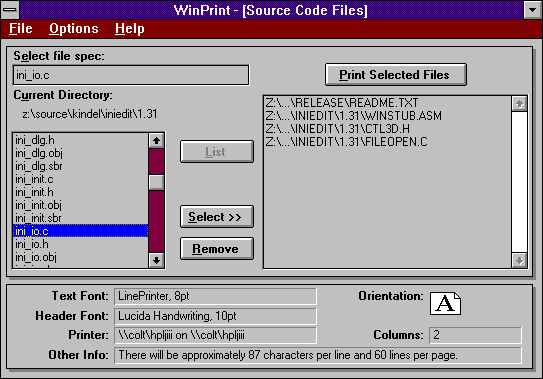 WinPrint - [Source Code Files]
File Options Help
Select file spec:
ini_io.c
Print Selected Files
Current Directory:
z:\source\kindel\iniedit\1.31
ini_dlg.h
ini_dlg.obj
ini_dlg.sbr
ini_init.c
ini_init.h
ini_init.obj
ini_init.sbr
ini_io.c
ini_io.h
ini_io.obj
List
Select >>
Remove
Z:\...\RELEASE\README.TXT
Z:\...\INIEDIT\1.31\WINSTUB.ASM
Z:\...\INIEDIT\1.31\CTL3D.H
Z:\...\INIEDIT\1.31\FILEOPEN.C
Text Font: LinePrinter, 8pt
Orientation: A
Header Font: Lucida Handwriting, 10pt
Printer: \\colt\hpljiii on \\colt\hpljiii
Columns: 2
Other Info: There will be approximately 87 characters per line and 60 lines per page.